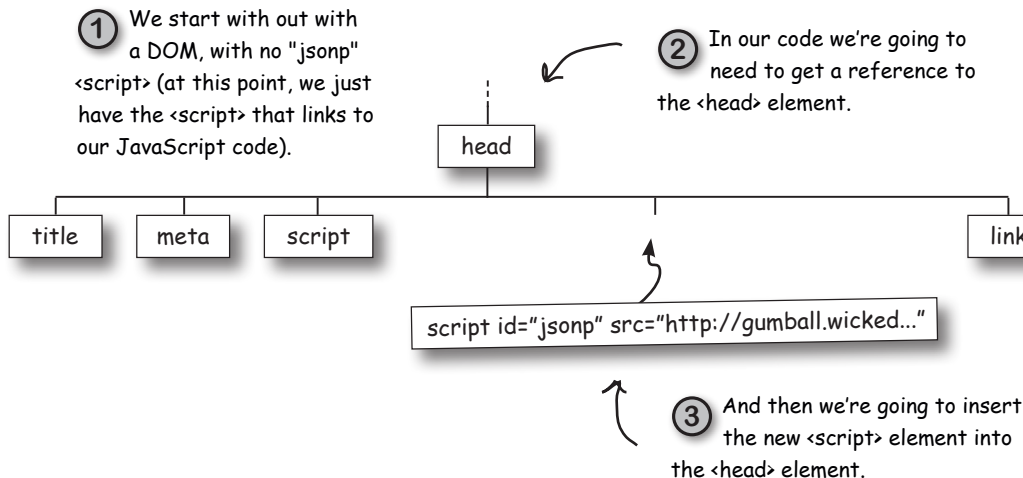 1 We start with out with
a DOM, with no "jsonp"
<script> (at this point, we just
have the <script> that links to
our JavaScript code).
2 In our code we're going to
need to get a reference to
the <head> element.
head
title
meta
script
link
script id="jsonp" src="http://gumball.wicked..."
3 And then we're going to insert
the new <script> element into
the <head> element.